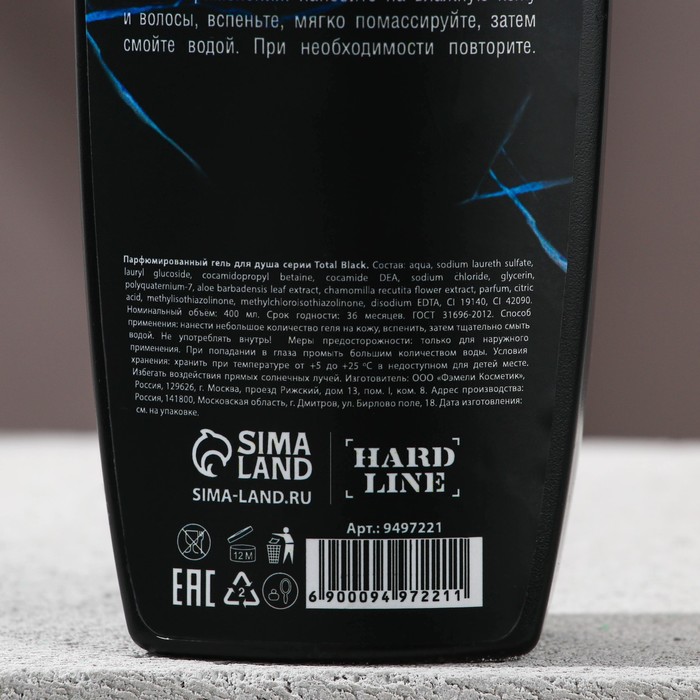 и волосы, вспеньте, мягко помассируйте, затем
смойте водой. При необходимости повторите.
Парфюмированный гель для душа серии Total Black. Состав: aqua, sodium laureth sulfate,
lauryl glucoside, cocamidopropyl betaine, cocamide DEA, sodium chloride, glycerin,
polyquaternium-7, aloe barbadensis leaf extract, chamomilla recutita flower extract, parfum, citric
acid, methylisothiazolinone, methylchloroisothiazolinone, disodium EDTA, CI 19140, CI 42090.
Номинальный объём: 400 мл. Срок годности: 36 месяцев. ГОСТ 31696-2012. Способ
применения: нанести небольшое количество геля на кожу, вспенить, затем тщательно смыть
водой. Не употреблять внутрь! Меры предосторожности: только для наружного
применения. При попадании в глаза промыть большим количеством воды. Условия
хранения: хранить при температуре от +5 до +25 °С в недоступном для детей месте.
Избегать воздействия прямых солнечных лучей. Изготовитель: ООО «Фэмели Косметик»,
Россия, 129626, г. Москва, проезд Рижский, дом 13, пом. I, ком. 8. Адрес производства:
Россия, 141800, Московская область, г. Дмитров, ул. Бирлово поле, 18. Дата изготовления:
см. на упаковке.
SIMA
LAND
SIMA-LAND.RU
HARD
LINE
Арт.: 9497221
12 M
EAC
2
6 900094 972211